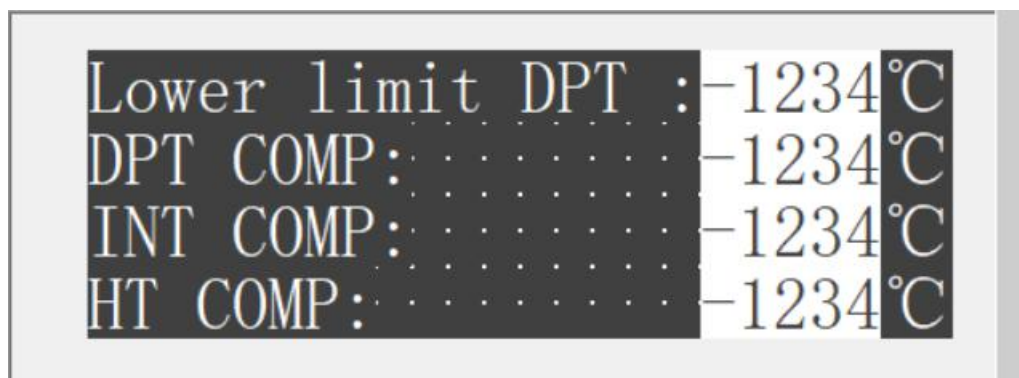 Lower limit DPT :-1234℃
DPT COMP:-1234℃
INT COMP:-1234℃
HT COMP:-1234℃